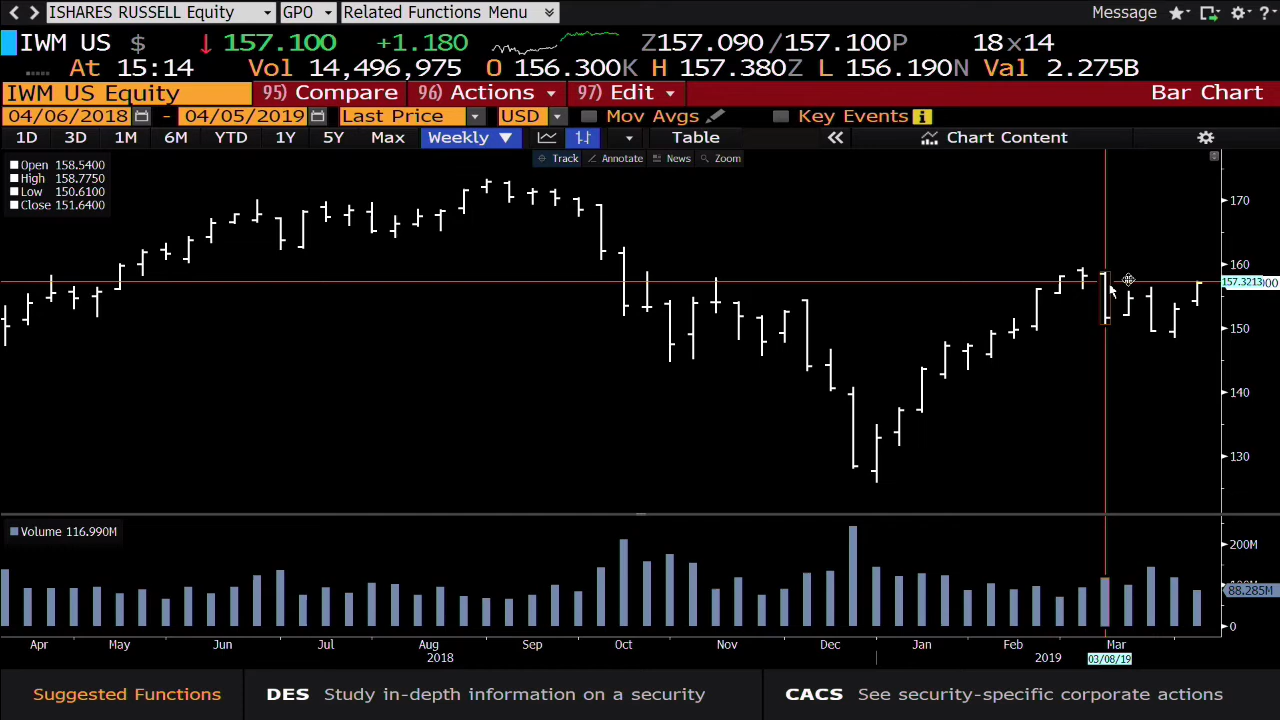 ISHARES RUSSELL Equity GPO Related Functions Menu Message
IWM US $ ↓ 157.100 +1.180 Z157.090 /157.100P 18x14
At 15:14 Vol 14,496,975 O 156.300K H 157.380Z L 156.190N Val 2.275B
IWM US Equity 95) Compare 96) Actions 97) Edit Bar Chart
04/06/2018 - 04/05/2019 Last Price USD Mov Avgs Key Events
1D 3D 1M 6M YTD 1Y 5Y Max Weekly ▼ Table « Chart Content
Track Annotate News Zoom
Open 158.5400
High 158.7750
Low 150.6100
Close 151.6400
170
160
157.3213
150
140
130
Volume 116.990M
200M
88.285M
0
Apr May Jun Jul Aug Sep Oct Nov Dec Jan Feb Mar
2018 2019 03/08/19
Suggested Functions DES Study in-depth information on a security CACS See security-specific corporate actions